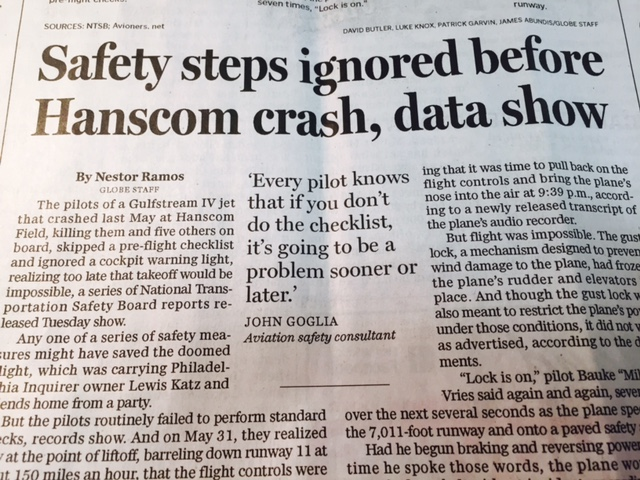 seven times, "Lock is on."
runway.
SOURCES: NTSB; Avioners. net
DAVID BUTLER, LUKE KNOX, PATRICK GARVIN, JAMES ABUNDIS/GLOBE STAFF
Safety steps ignored before
Hanscom crash, data show
By Nestor Ramos
GLOBE STAFF
The pilots of a Gulfstream IV jet
that crashed last May at Hanscom
Field, killing them and five others on
board, skipped a pre-flight checklist
and ignored a cockpit warning light,
realizing too late that takeoff would be
impossible, a series of National Trans-
portation Safety Board reports re-
leased Tuesday show.
Any one of a series of safety mea-
sures might have saved the doomed
light, which was carrying Philadel-
hia Inquirer owner Lewis Katz and
ends home from a party.
But the pilots routinely failed to perform standard
cks, records show. And on May 31, they realized
at the point of liftoff, barreling down runway 11 at
150 miles an hour, that the flight controls were
'Every pilot knows
that if you don't
do the checklist,
it's going to be a
problem sooner or
later.'
JOHN GOGLIA
Aviation safety consultant
ing that it was time to pull back on the
flight controls and bring the plane's
nose into the air at 9:39 p.m., accord-
ing to a newly released transcript of
the plane's audio recorder.
But flight was impossible. The gust
lock, a mechanism designed to preven
wind damage to the plane, had froze
the plane's rudder and elevators
place. And though the gust lock w
also meant to restrict the plane's po
under those conditions, it did not w
as advertised, according to the d
ments.
"Lock is on," pilot Bauke "Mi
Vries said again and again, seve
over the next several seconds as the plane spe
the 7,011-foot runway and onto a paved safety
Had he begun braking and reversing power
time he spoke those words, the plane wo